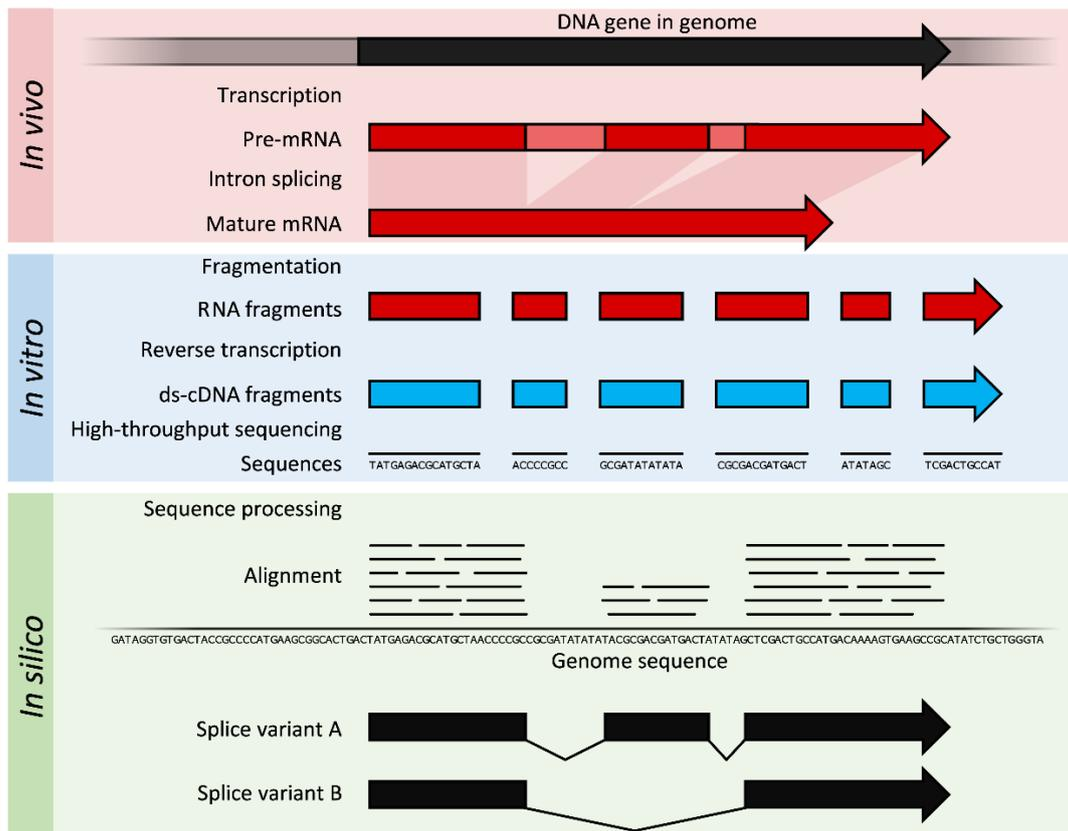 In vivo
DNA gene in genome
Transcription
Pre-mRNA
Intron splicing
Mature mRNA
In vitro
Fragmentation
RNA fragments
Reverse transcription
ds-cDNA fragments
High-throughput sequencing
Sequences TATGAGACGCATGCTA ACCCCGCC GCGATATATATA CGCGACGATGACT ATATAGC TCGACTGCCAT
In silico
Sequence processing
Alignment
GATAGGTGTGACTACCGCCCCATGAAGCGGCACTGACTATGAGACGCATGCTAACCCCGCCGCGATATATATACGCGACGATGACTATATAGCTCGACTGCCATGACAAAAGTGAAGCCGCATATCTGCTGGGTA
Genome sequence
Splice variant A
Splice variant B